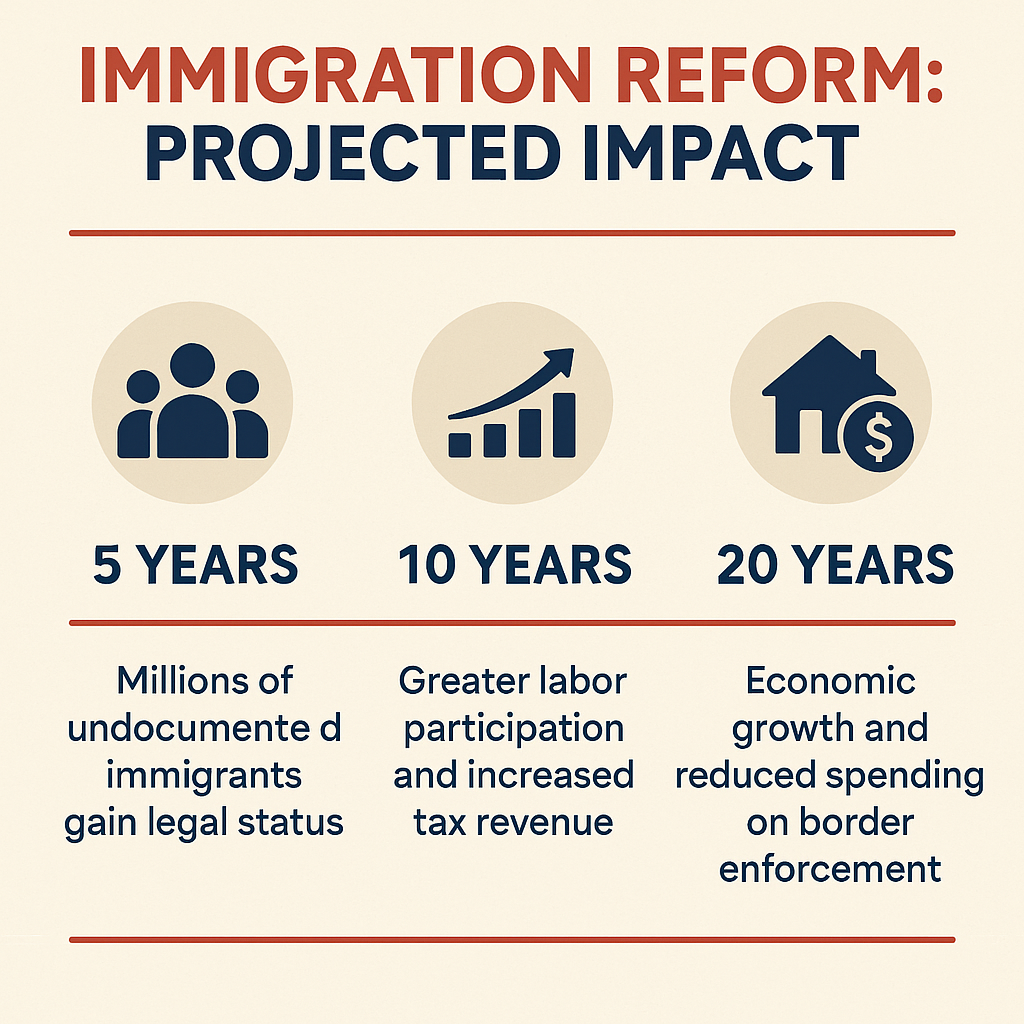 IMMIGRATION REFORM:
PROJECTED IMPACT
$
5 YEARS
10 YEARS
20 YEARS
Millions of
undocumente d
immigrants
gain legal status
Greater labor
participation
and increased
tax revenue
Economic
growth and
reduced spending
on border
enforcement